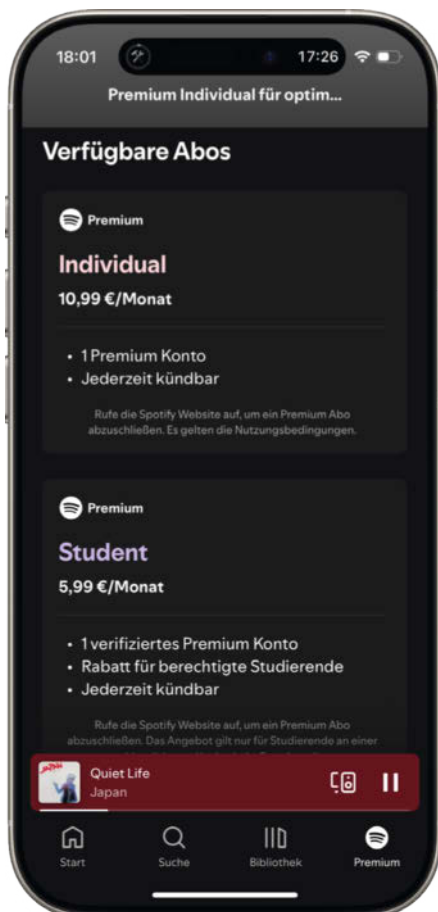 18:01 17:26
Premium Individual für optim...
Verfügbare Abos
Premium
Individual
10,99 €/Monat
• 1 Premium Konto
• Jederzeit kündbar
Rufe die Spotify Website auf, um ein Premium Abo
abzuschließen. Es gelten die Nutzungsbedingungen.
Premium
Student
5,99 €/Monat
• 1 verifiziertes Premium Konto
• Rabatt für berechtigte Studierende
• Jederzeit kündbar
Rufe die Spotify Website auf, um ein Premium Abo
abzuschließen. Das Angebot gilt nur für Studierende an einer
Quiet Life
Japan
Start Suche Bibliothek Premium